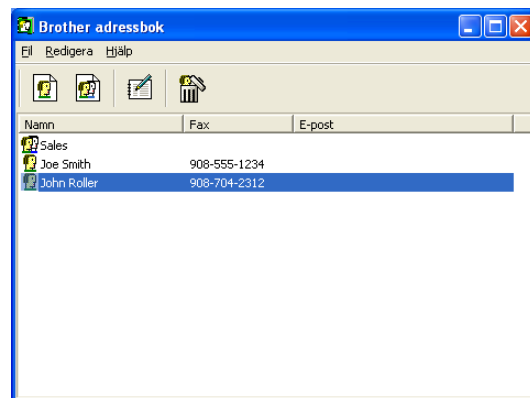 Brother adressbok
Fil Redigera Hjälp
Namn Fax E-post
Sales
Joe Smith 908-555-1234
John Roller 908-704-2312